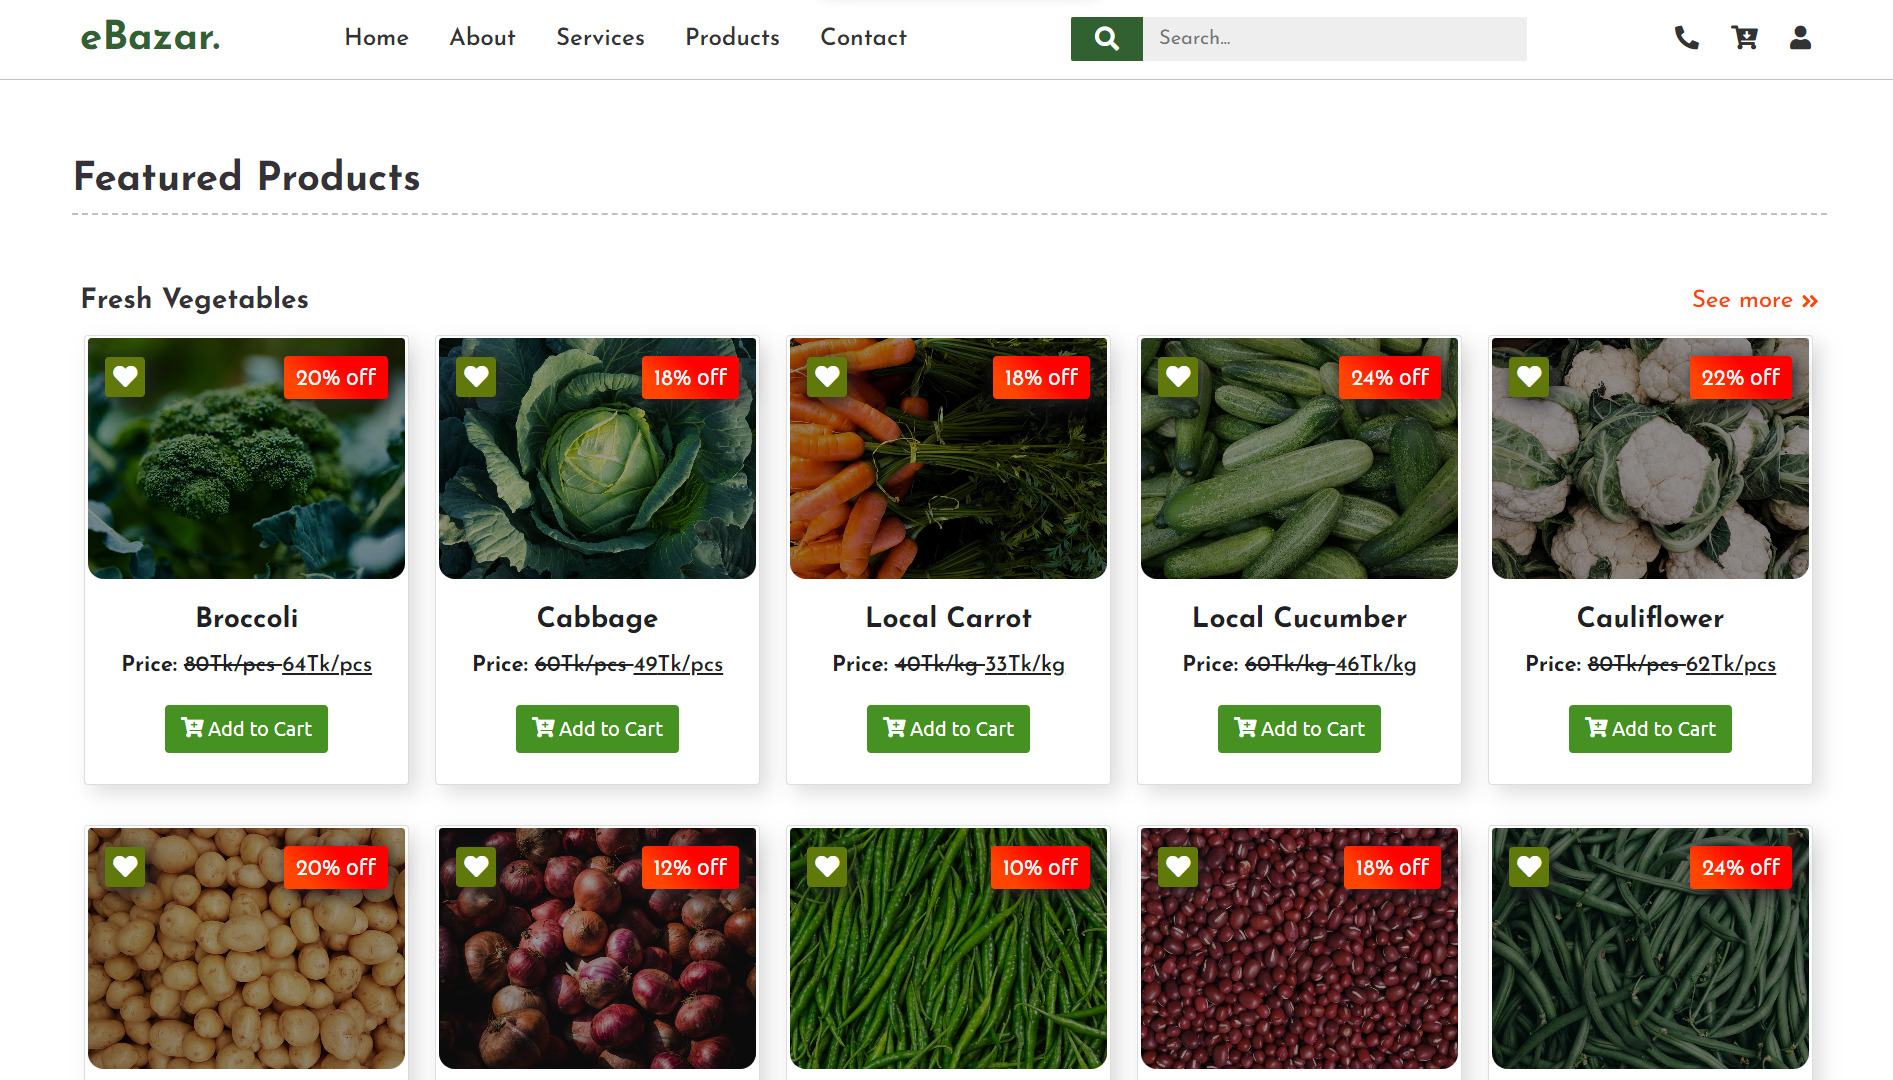 eBazar. Home About Services Products Contact Search...
Featured Products
Fresh Vegetables See more
20% off 18% off 18% off 24% off 22% off
Broccoli Cabbage Local Carrot Local Cucumber Cauliflower
Price: 80Tk/pcs 64Tk/pcs Price: 60Tk/pcs 49Tk/pcs Price: 40Tk/kg 33Tk/kg Price: 60Tk/kg 46Tk/kg Price: 80Tk/pcs 62Tk/pcs
Add to Cart Add to Cart Add to Cart Add to Cart Add to Cart
20% off 12% off 10% off 18% off 24% off